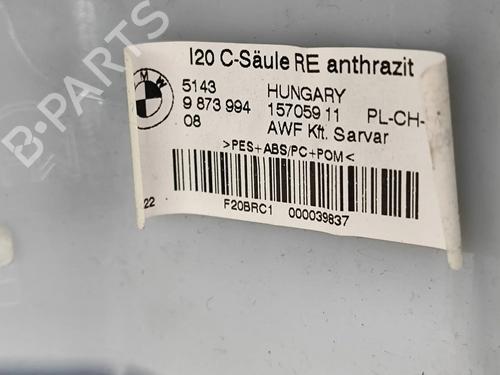 I20 C-Säule RE anthrazit
BMW
5143 HUNGARY
9 873 994 15705911 PL-CH-
08 AWF Kft. Sarvar
>PES+ABS/PC+POM<
22 F20BRC1 000039837
B-PARTS